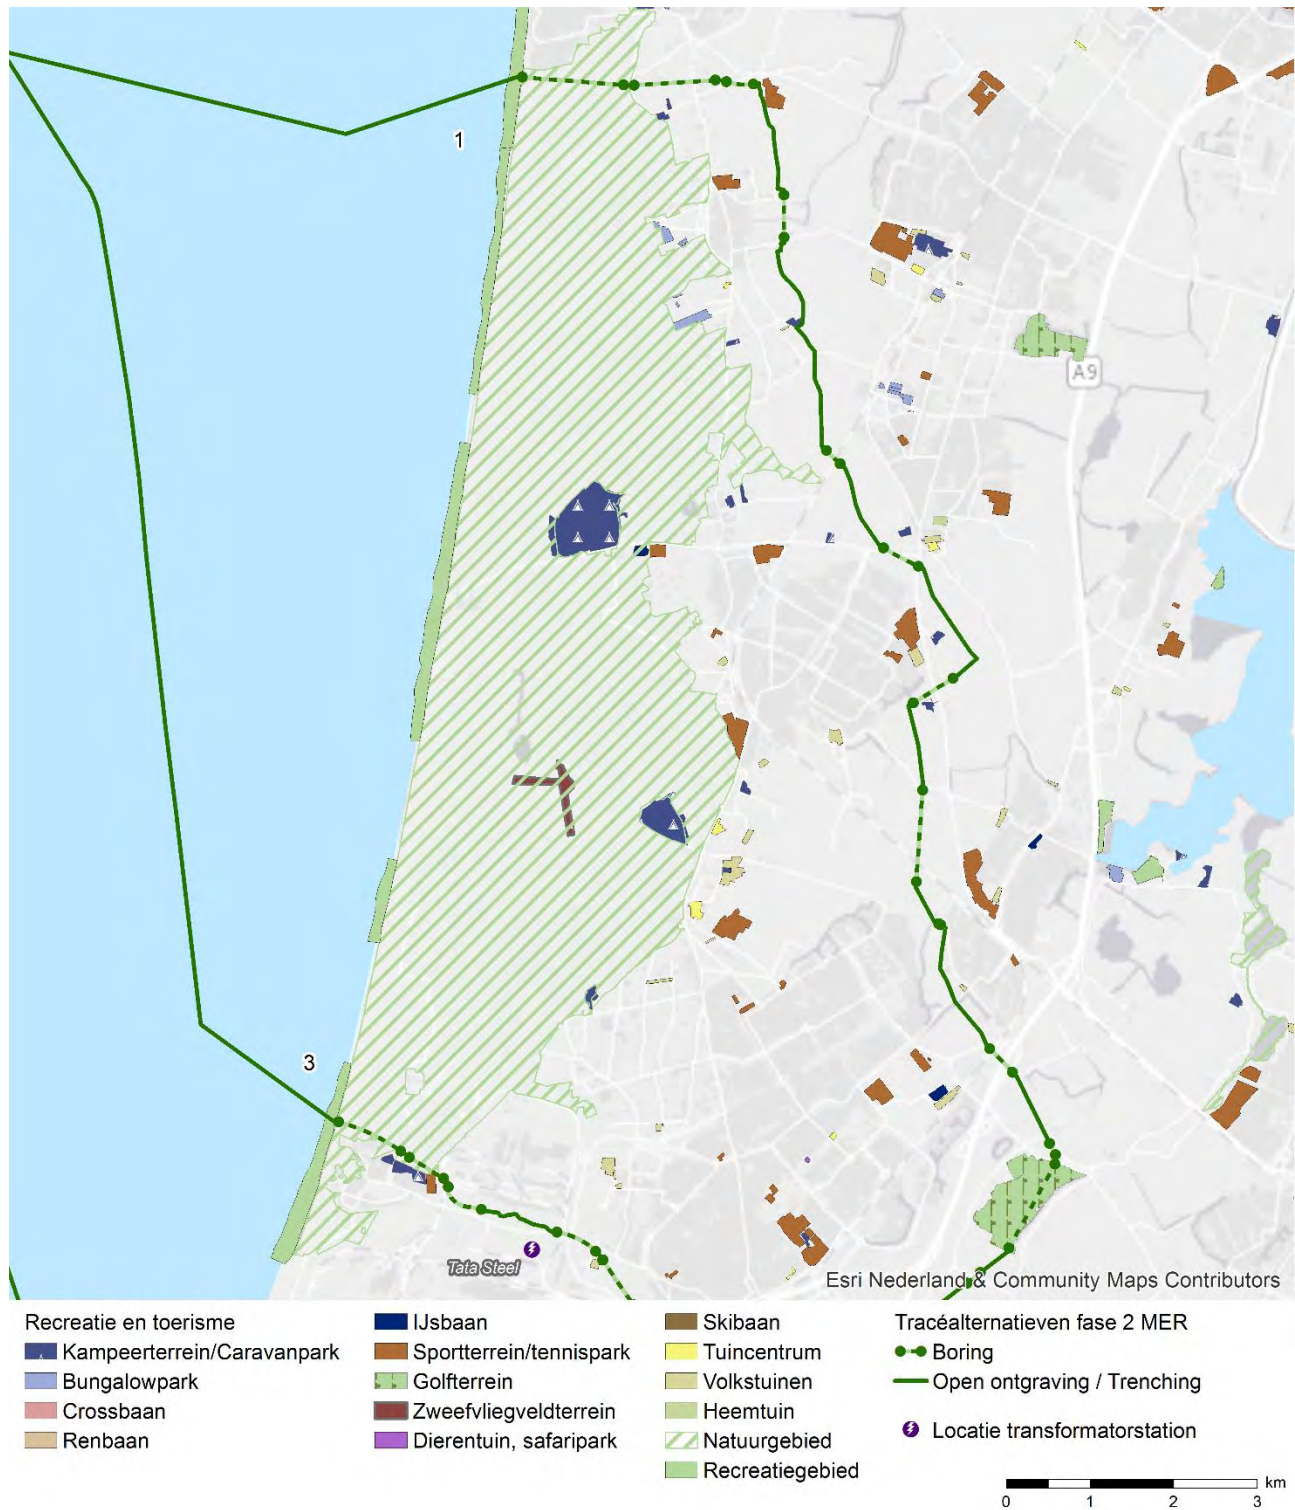 1
A9
3
Tata Steel
Esri Nederland & Community Maps Contributors
Recreatie en toerisme
Kampeerterrein/Caravanpark
Bungalowpark
Crossbaan
Renbaan
IJsbaan
Sportterrein/tennispark
Golfterrein
Zweefvliegveldterrein
Dierentuin, safaripark
Skibaan
Tuincentrum
Volkstuinen
Heemtuin
Natuurgebied
Recreatiegebied
Tracéalternatieven fase 2 MER
Boring
Open ontgraving / Trenching
Locatie transformatorstation
km
0 1 2 3